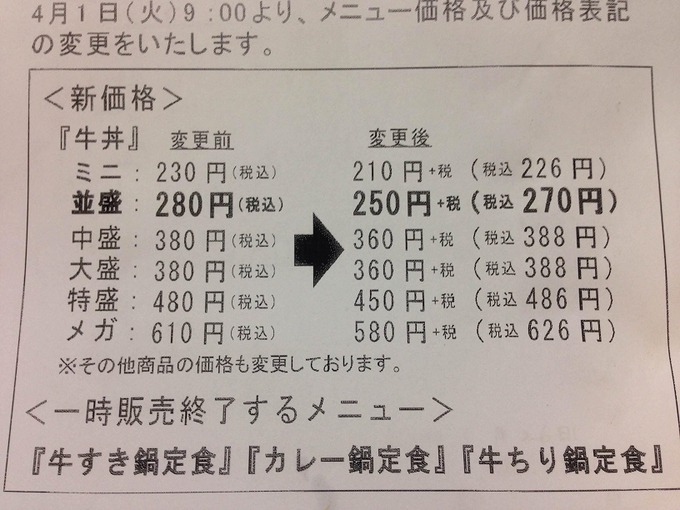 4月1日(火)9:00より、メニュー価格及び価格表記
の変更をいたします。
＜新価格＞
『牛丼』 変更前 変更後
ミニ：230円(税込) 210円+税 (税込 226円)
並盛：280円(税込) 250円+税 (税込 270円)
中盛：380円(税込) 360円+税 (税込 388円)
大盛：380円(税込) 360円+税 (税込 388円)
特盛：480円(税込) 450円+税 (税込 486円)
メガ：610円(税込) 580円+税 (税込 626円)
※その他商品の価格も変更しております。
＜一時販売終了するメニュー＞
『牛すき鍋定食』『カレー鍋定食』『牛ちり鍋定食』